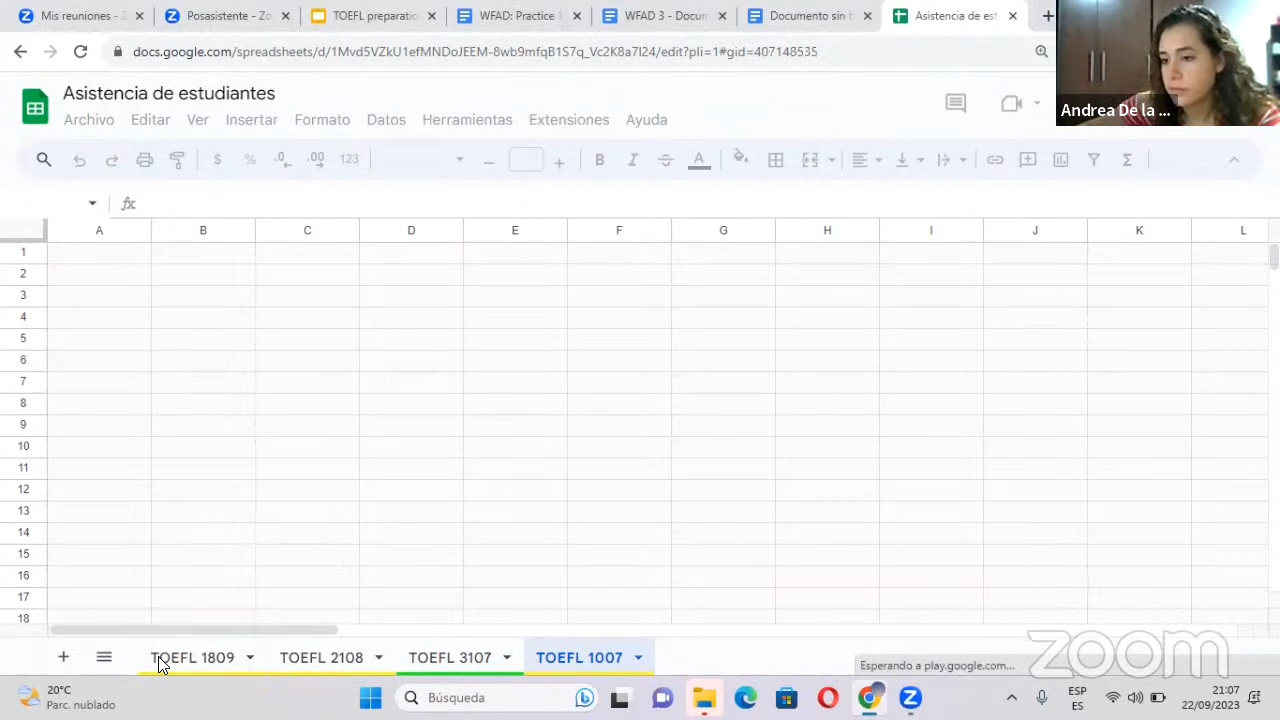 Mis reuniones - Zo
Persistente - Zo
TOEFL preparatio
WFAD: Practice
WFAD 3 - Docum
Documento sin t
Asistencia de est
docs.google.com/spreadsheets/d/1Mvd5VZkU1efMNDoJEEM-8wb9mfqB1S7q_Vc2K8a7I24/edit?pli=1#gid=407148535
Andrea De la ...
Asistencia de estudiantes
Archivo Editar Ver Insertar Formato Datos Herramientas Extensiones Ayuda
$ % .0 .00 123 B I S A Σ
fx
A B C D E F G H I J K L
1
2
3
4
5
6
7
8
9
10
11
12
13
14
15
16
17
18
TOEFL 1809 TOEFL 2108 TOEFL 3107 TOEFL 1007
Esperando a play.google.com...
zoom
20°C
Parc. nublado
Búsqueda
ESP
ES
21:07
22/09/2023